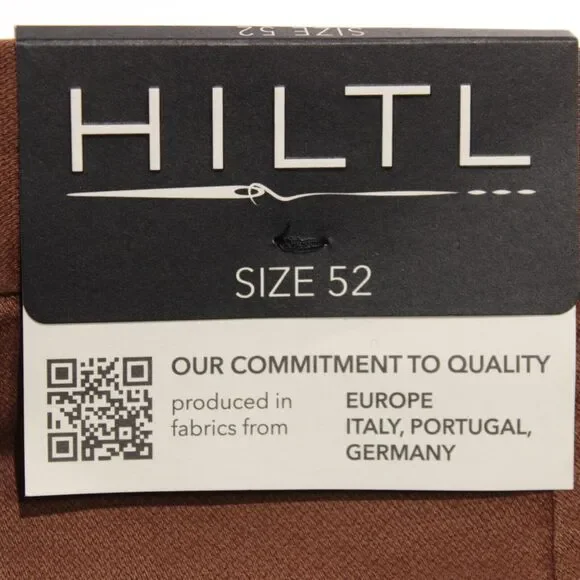 SIZE 52
HILTL
SIZE 52
OUR COMMITMENT TO QUALITY
produced in EUROPE
fabrics from ITALY, PORTUGAL,
GERMANY